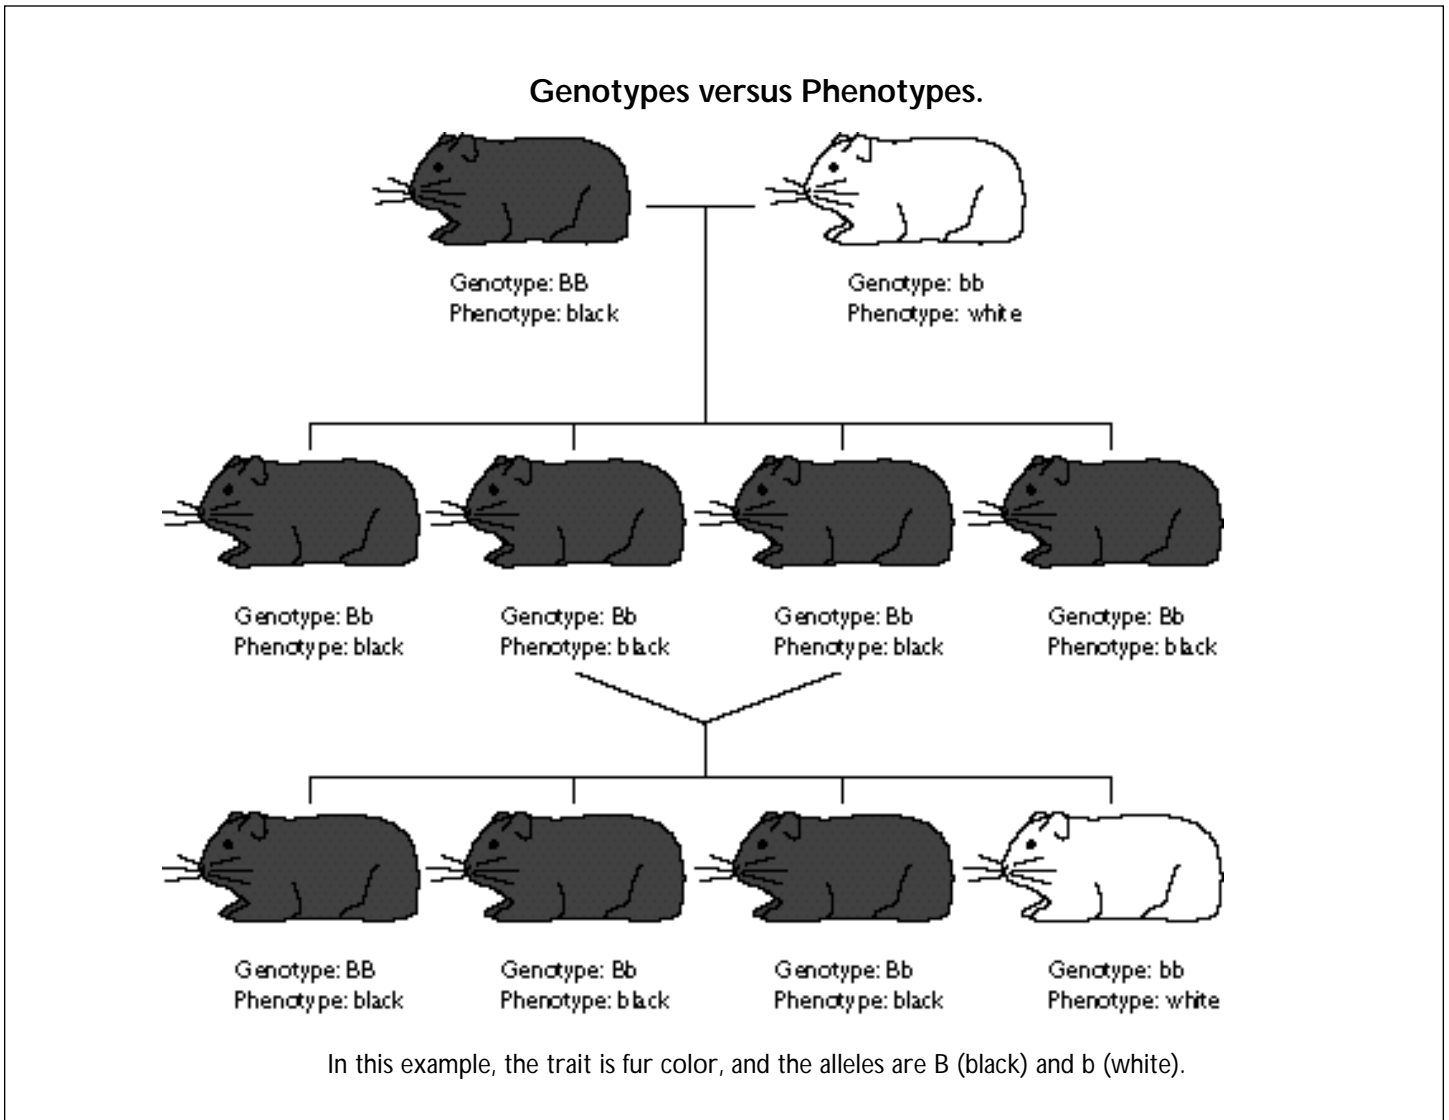 Genotypes versus Phenotypes.
Genotype: BB
Phenotype: black
Genotype: bb
Phenotype: white
Genotype: Bb
Phenotype: black
Genotype: Bb
Phenotype: black
Genotype: Bb
Phenotype: black
Genotype: Bb
Phenotype: black
Genotype: BB
Phenotype: black
Genotype: Bb
Phenotype: black
Genotype: Bb
Phenotype: black
Genotype: bb
Phenotype: white
In this example, the trait is fur color, and the alleles are B (black) and b (white).